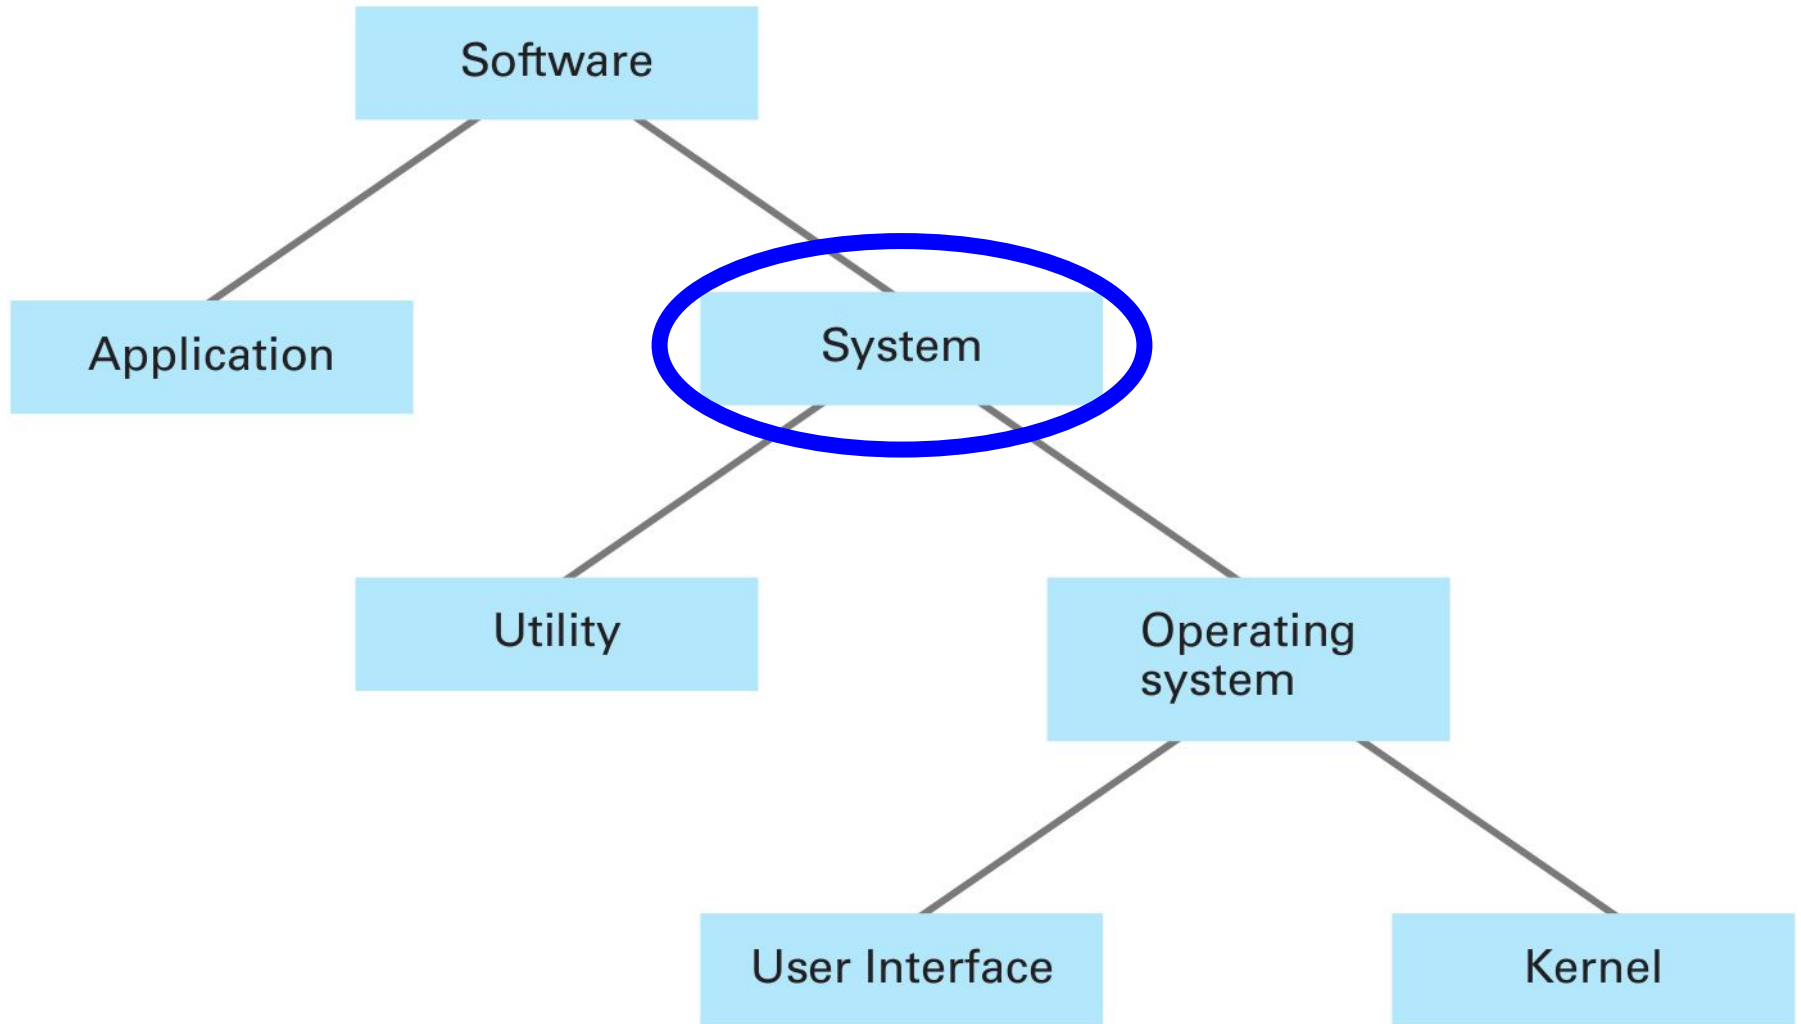 Software
Application
System
Utility
Operating
system
User Interface
Kernel